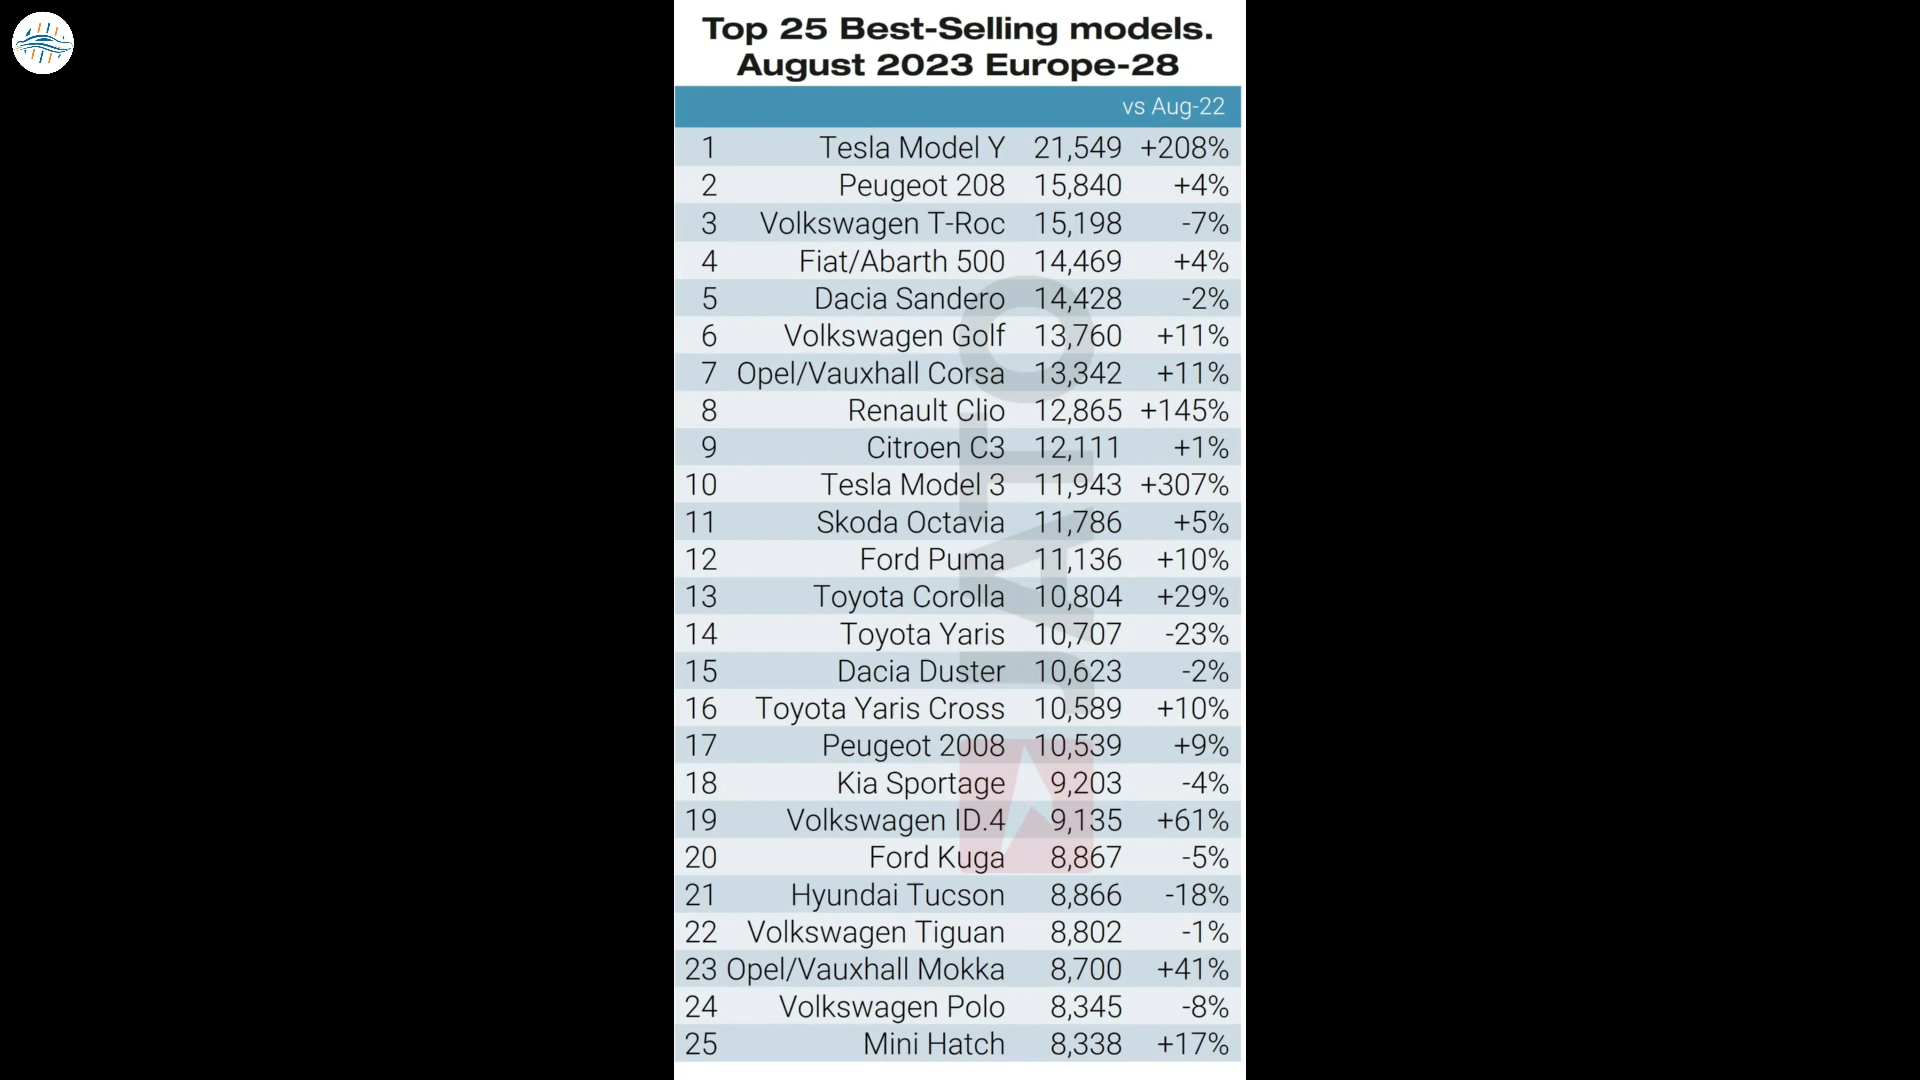 Top 25 Best-Selling models.
August 2023 Europe-28
vs Aug-22
1 Tesla Model Y 21,549 +208%
2 Peugeot 208 15,840 +4%
3 Volkswagen T-Roc 15,198 -7%
4 Fiat/Abarth 500 14,469 +4%
5 Dacia Sandero 14,428 -2%
6 Volkswagen Golf 13,760 +11%
7 Opel/Vauxhall Corsa 13,342 +11%
8 Renault Clio 12,865 +145%
9 Citroen C3 12,111 +1%
10 Tesla Model 3 11,943 +307%
11 Skoda Octavia 11,786 +5%
12 Ford Puma 11,136 +10%
13 Toyota Corolla 10,804 +29%
14 Toyota Yaris 10,707 -23%
15 Dacia Duster 10,623 -2%
16 Toyota Yaris Cross 10,589 +10%
17 Peugeot 2008 10,539 +9%
18 Kia Sportage 9,203 -4%
19 Volkswagen ID.4 9,135 +61%
20 Ford Kuga 8,867 -5%
21 Hyundai Tucson 8,866 -18%
22 Volkswagen Tiguan 8,802 -1%
23 Opel/Vauxhall Mokka 8,700 +41%
24 Volkswagen Polo 8,345 -8%
25 Mini Hatch 8,338 +17%
JATO